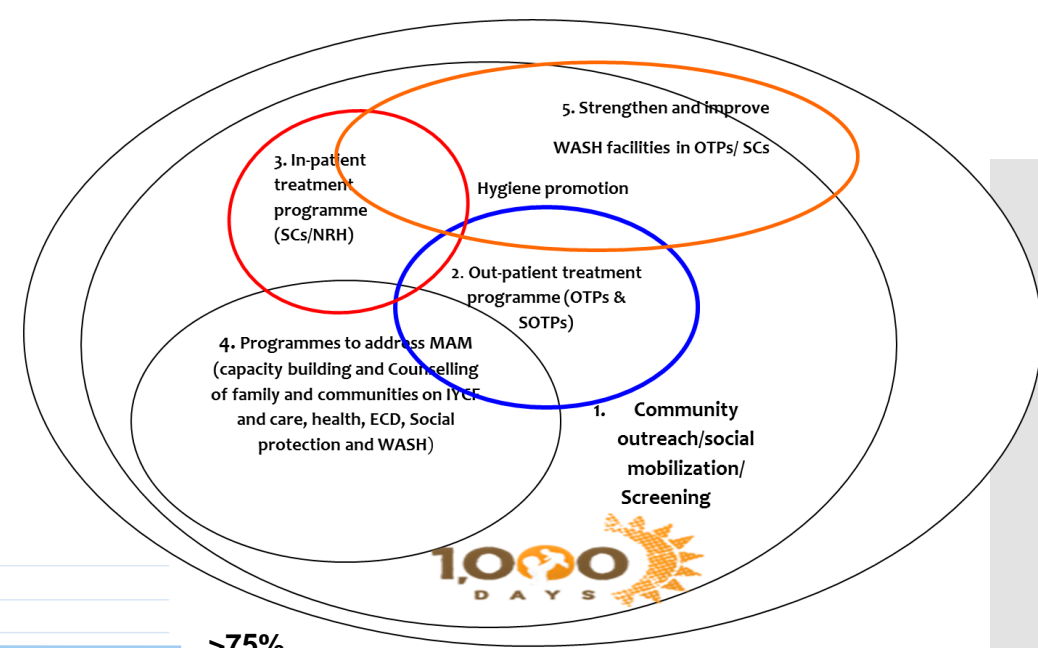 5. Strengthen and improve
WASH facilities in OTPs/ SCs
3. In-patient
treatment
programme
(SCs/NRH)
Hygiene promotion
2. Out-patient treatment
programme (OTPs &
SOTPs)
4. Programmes to address MAM
(capacity building and Counselling
of family and communities on IYCF
and care, health, ECD, Social
protection and WASH)
1. Community
outreach/social
mobilization/
Screening
1,000
DAYS
>75%